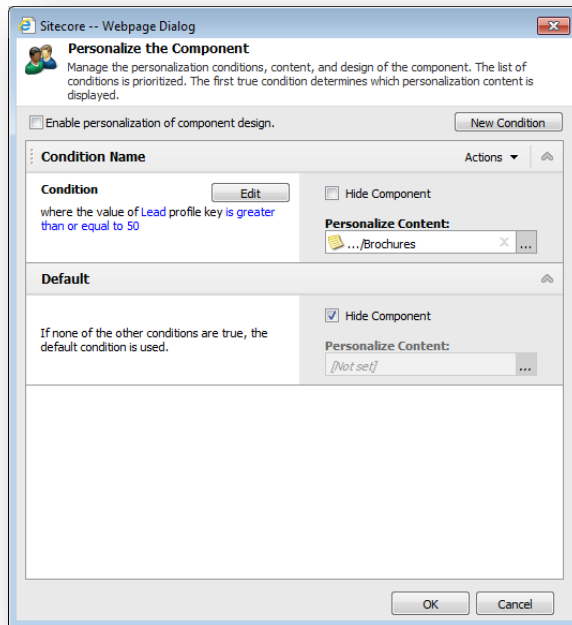 Sitecore -- Webpage Dialog
Personalize the Component
Manage the personalization conditions, content, and design of the component. The list of
conditions is prioritized. The first true condition determines which personalization content is
displayed.
Enable personalization of component design.
New Condition
Condition Name
Actions
Condition
Edit
where the value of Lead profile key is greater
than or equal to 50
Hide Component
Personalize Content:
.../Brochures
...
Default
If none of the other conditions are true, the
default condition is used.
Hide Component
Personalize Content:
[Not set]
...
OK
Cancel